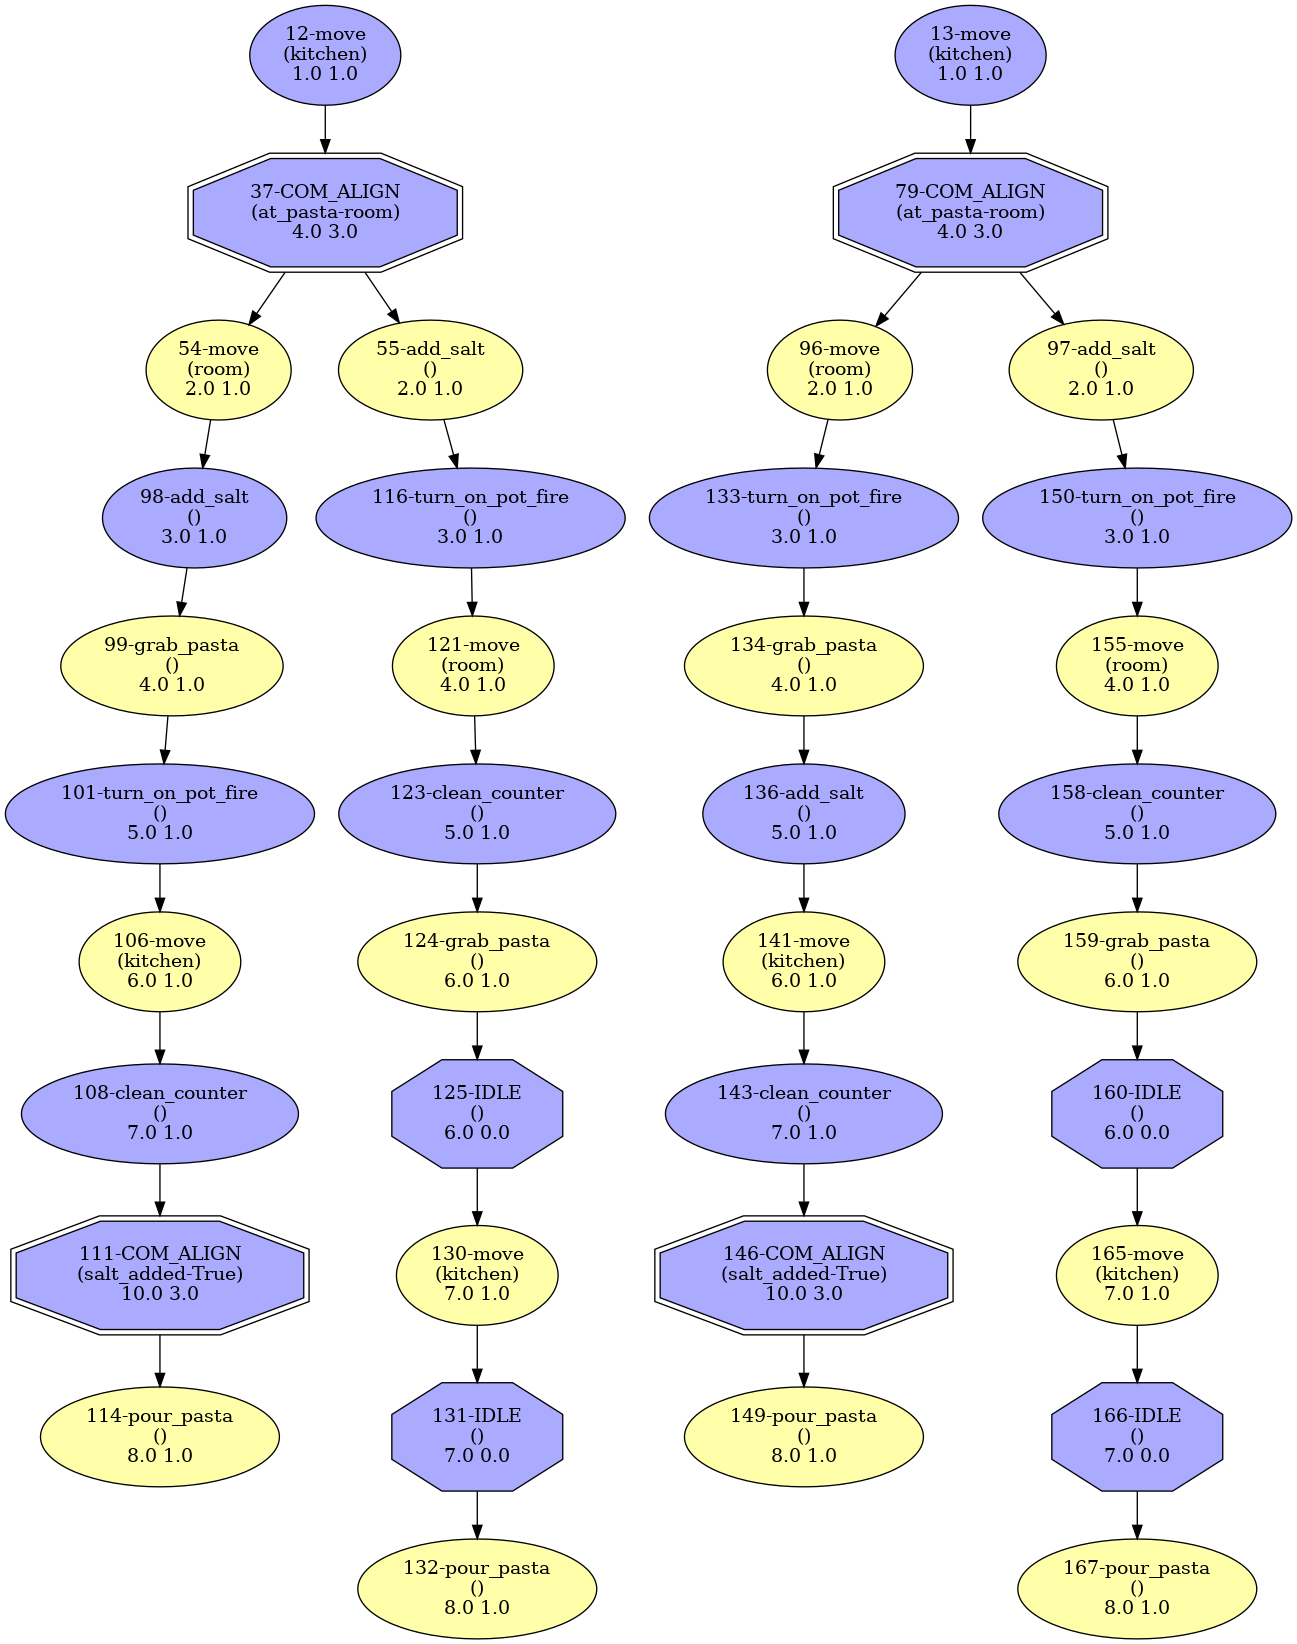 12-move
(kitchen)
1.0 1.0
13-move
(kitchen)
1.0 1.0
37-COM_ALIGN
(at_pasta-room)
4.0 3.0
79-COM_ALIGN
(at_pasta-room)
4.0 3.0
54-move
(room)
2.0 1.0
55-add_salt
()
2.0 1.0
96-move
(room)
2.0 1.0
97-add_salt
()
2.0 1.0
98-add_salt
()
3.0 1.0
116-turn_on_pot_fire
()
3.0 1.0
133-turn_on_pot_fire
()
3.0 1.0
150-turn_on_pot_fire
()
3.0 1.0
99-grab_pasta
()
4.0 1.0
121-move
(room)
4.0 1.0
134-grab_pasta
()
4.0 1.0
155-move
(room)
4.0 1.0
101-turn_on_pot_fire
()
5.0 1.0
123-clean_counter
()
5.0 1.0
136-add_salt
()
5.0 1.0
158-clean_counter
()
5.0 1.0
106-move
(kitchen)
6.0 1.0
124-grab_pasta
()
6.0 1.0
141-move
(kitchen)
6.0 1.0
159-grab_pasta
()
6.0 1.0
108-clean_counter
()
7.0 1.0
125-IDLE
()
6.0 0.0
143-clean_counter
()
7.0 1.0
160-IDLE
()
6.0 0.0
111-COM_ALIGN
(salt_added-True)
10.0 3.0
130-move
(kitchen)
7.0 1.0
146-COM_ALIGN
(salt_added-True)
10.0 3.0
165-move
(kitchen)
7.0 1.0
114-pour_pasta
()
8.0 1.0
131-IDLE
()
7.0 0.0
149-pour_pasta
()
8.0 1.0
166-IDLE
()
7.0 0.0
132-pour_pasta
()
8.0 1.0
167-pour_pasta
()
8.0 1.0